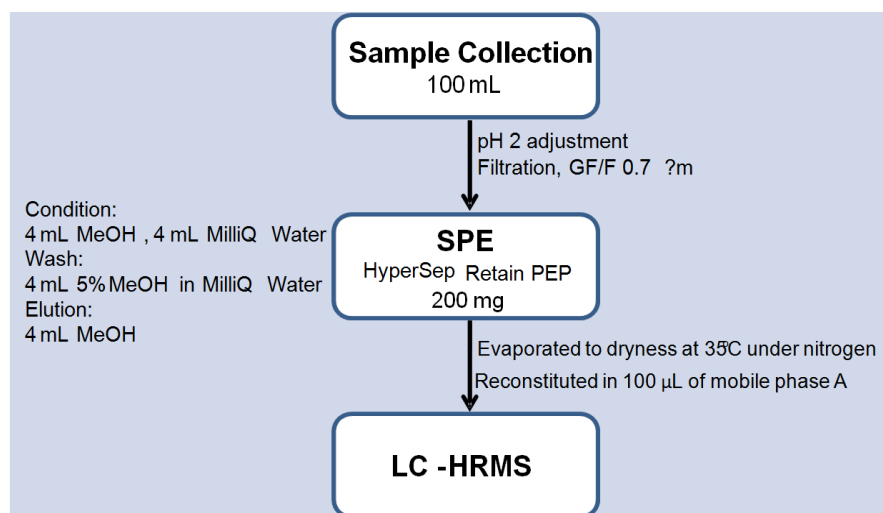 Sample Collection
100 mL
pH 2 adjustment
Filtration, GF/F 0.7 ?m
Condition:
4 mL MeOH , 4 mL MilliQ Water
Wash:
4 mL 5% MeOH in MilliQ Water
Elution:
4 mL MeOH
SPE
HyperSep Retain PEP
200 mg
Evaporated to dryness at 35°C under nitrogen
Reconstituted in 100 µL of mobile phase A
LC -HRMS